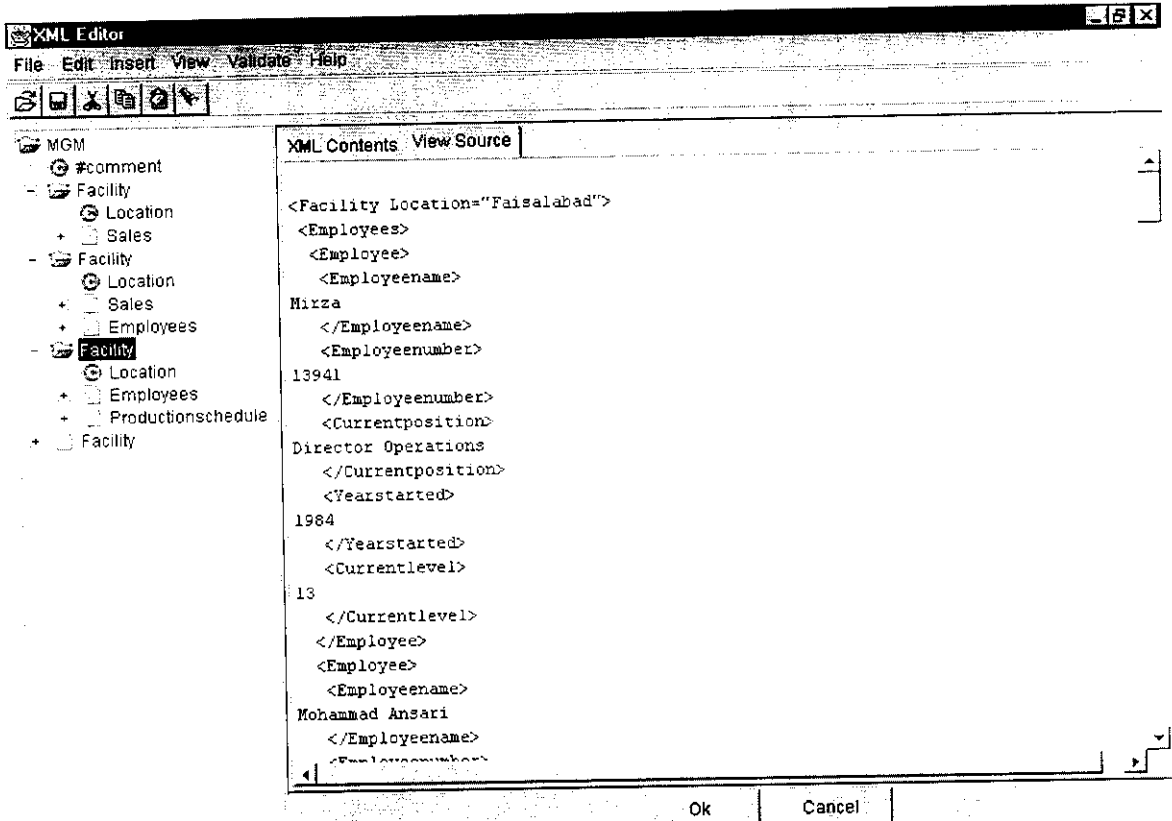 XML Editor
File Edit Insert View Validate Help
MGM
#comment
- Facility
Location
+ Sales
- Facility
Location
+ Sales
+ Employees
- Facility
Location
+ Employees
+ Productionschedule
+ Facility
XML Contents View Source
<Facility Location="Faisalabad">
<Employees>
<Employee>
<Employeename>
Mirza
</Employeename>
<Employeenumber>
13941
</Employeenumber>
<Currentposition>
Director Operations
</Currentposition>
<Yearstarted>
1984
</Yearstarted>
<Currentlevel>
13
</Currentlevel>
</Employee>
<Employee>
<Employeename>
Mohammad Ansari
</Employeename>
<Employeenumber>
Ok Cancel